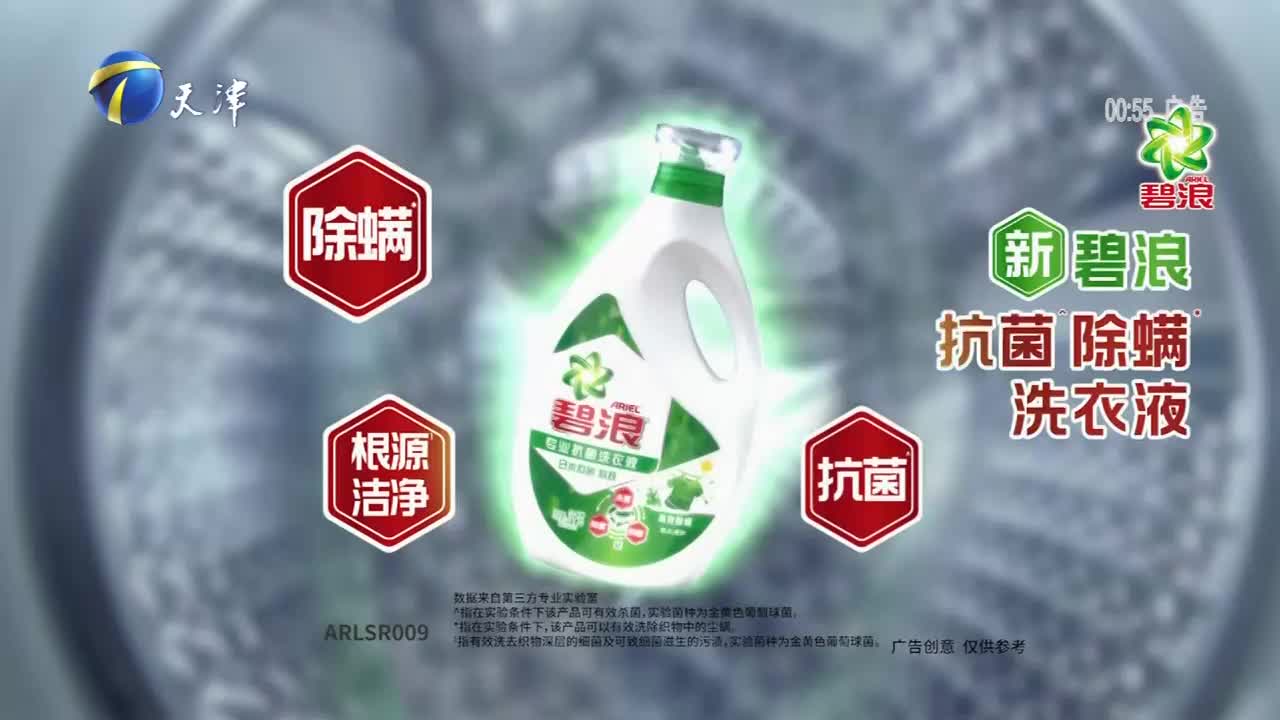 天津
00:55 广告
ARIEL
碧浪
除螨*
新 碧浪
抗菌^除螨*
洗衣液
根源
洁净
抗菌^
ARIEL
碧浪
专业抗菌洗衣液
数据来自第三方专业实验室
^指在实验条件下该产品可有效杀菌,实验菌种为金黄色葡萄球菌。
*指在实验条件下,该产品可以有效洗除织物中的尘螨。
指有效洗去织物深层的细菌及可致细菌滋生的污渍,实验菌种为金黄色葡萄球菌。
ARLSR009
广告创意 仅供参考